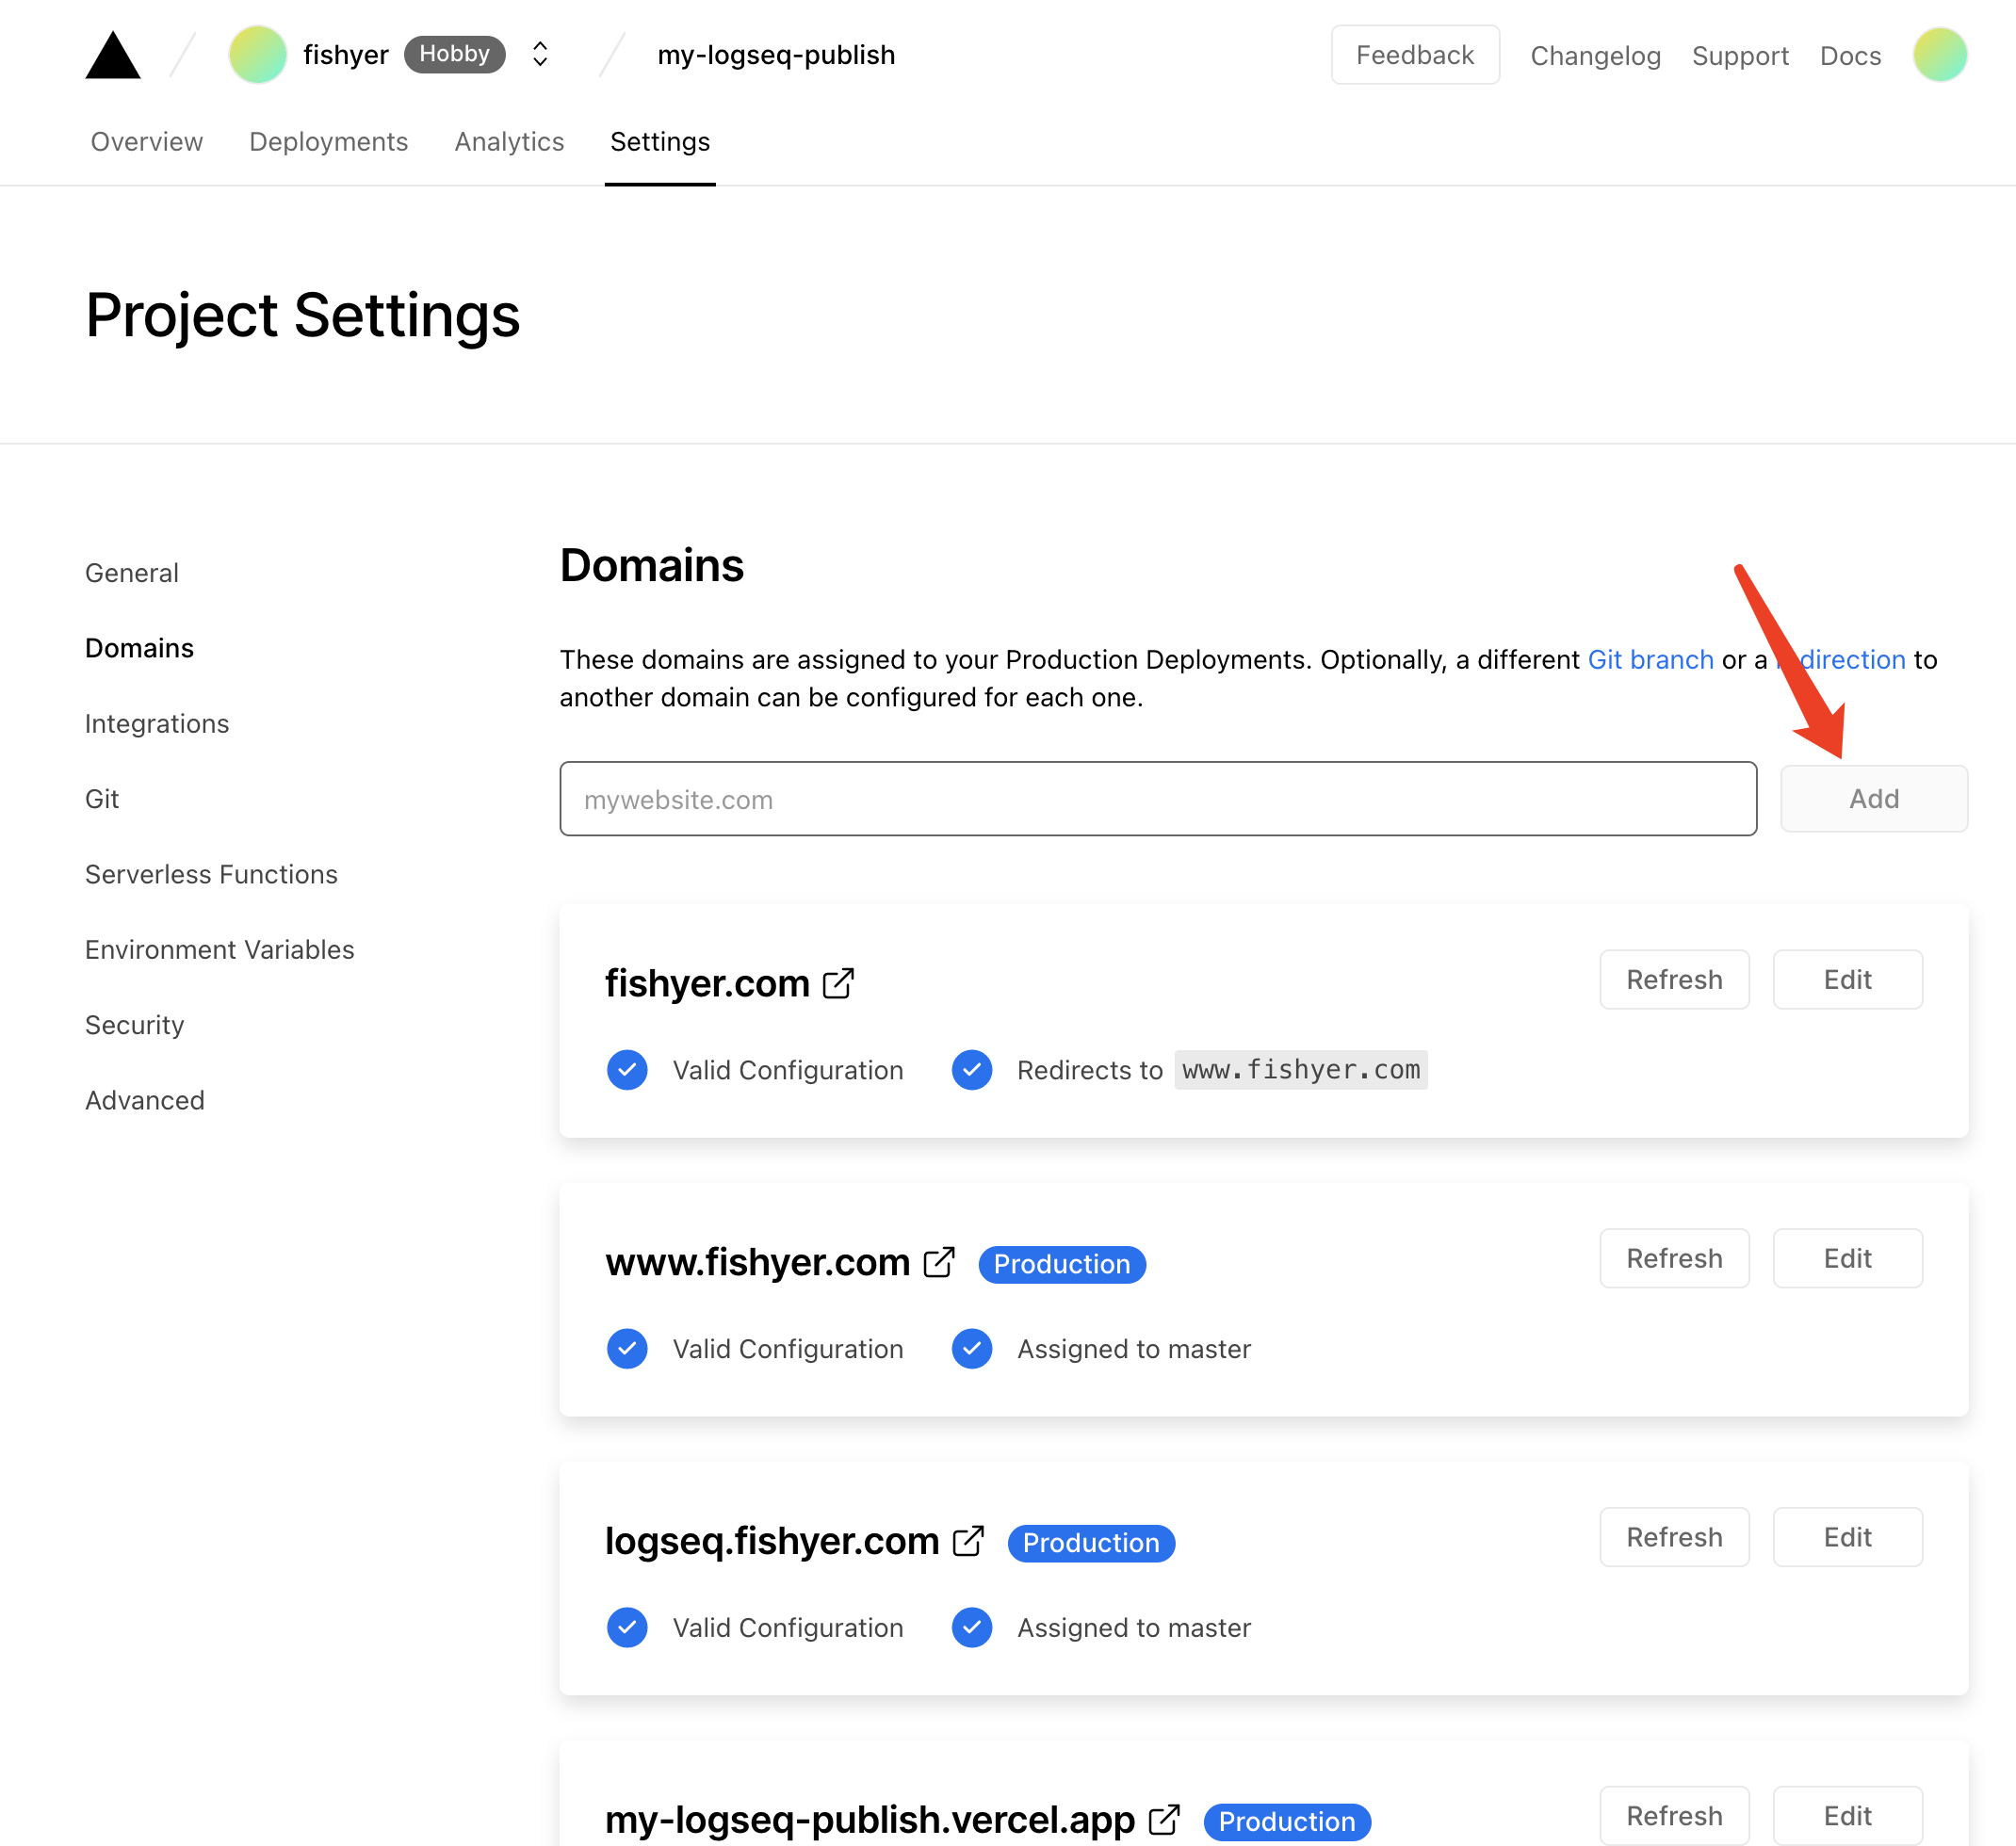 fishyer Hobby my-logseq-publish Feedback Changelog Support Docs
Overview Deployments Analytics Settings
Project Settings
General
Domains
Integrations
Git
Serverless Functions
Environment Variables
Security
Advanced
Domains
These domains are assigned to your Production Deployments. Optionally, a different Git branch or a redirection to
another domain can be configured for each one.
mywebsite.com Add
fishyer.com Refresh Edit
Valid Configuration Redirects to www.fishyer.com
www.fishyer.com Production Refresh Edit
Valid Configuration Assigned to master
logseq.fishyer.com Production Refresh Edit
Valid Configuration Assigned to master
my-logseq-publish.vercel.app Production Refresh Edit